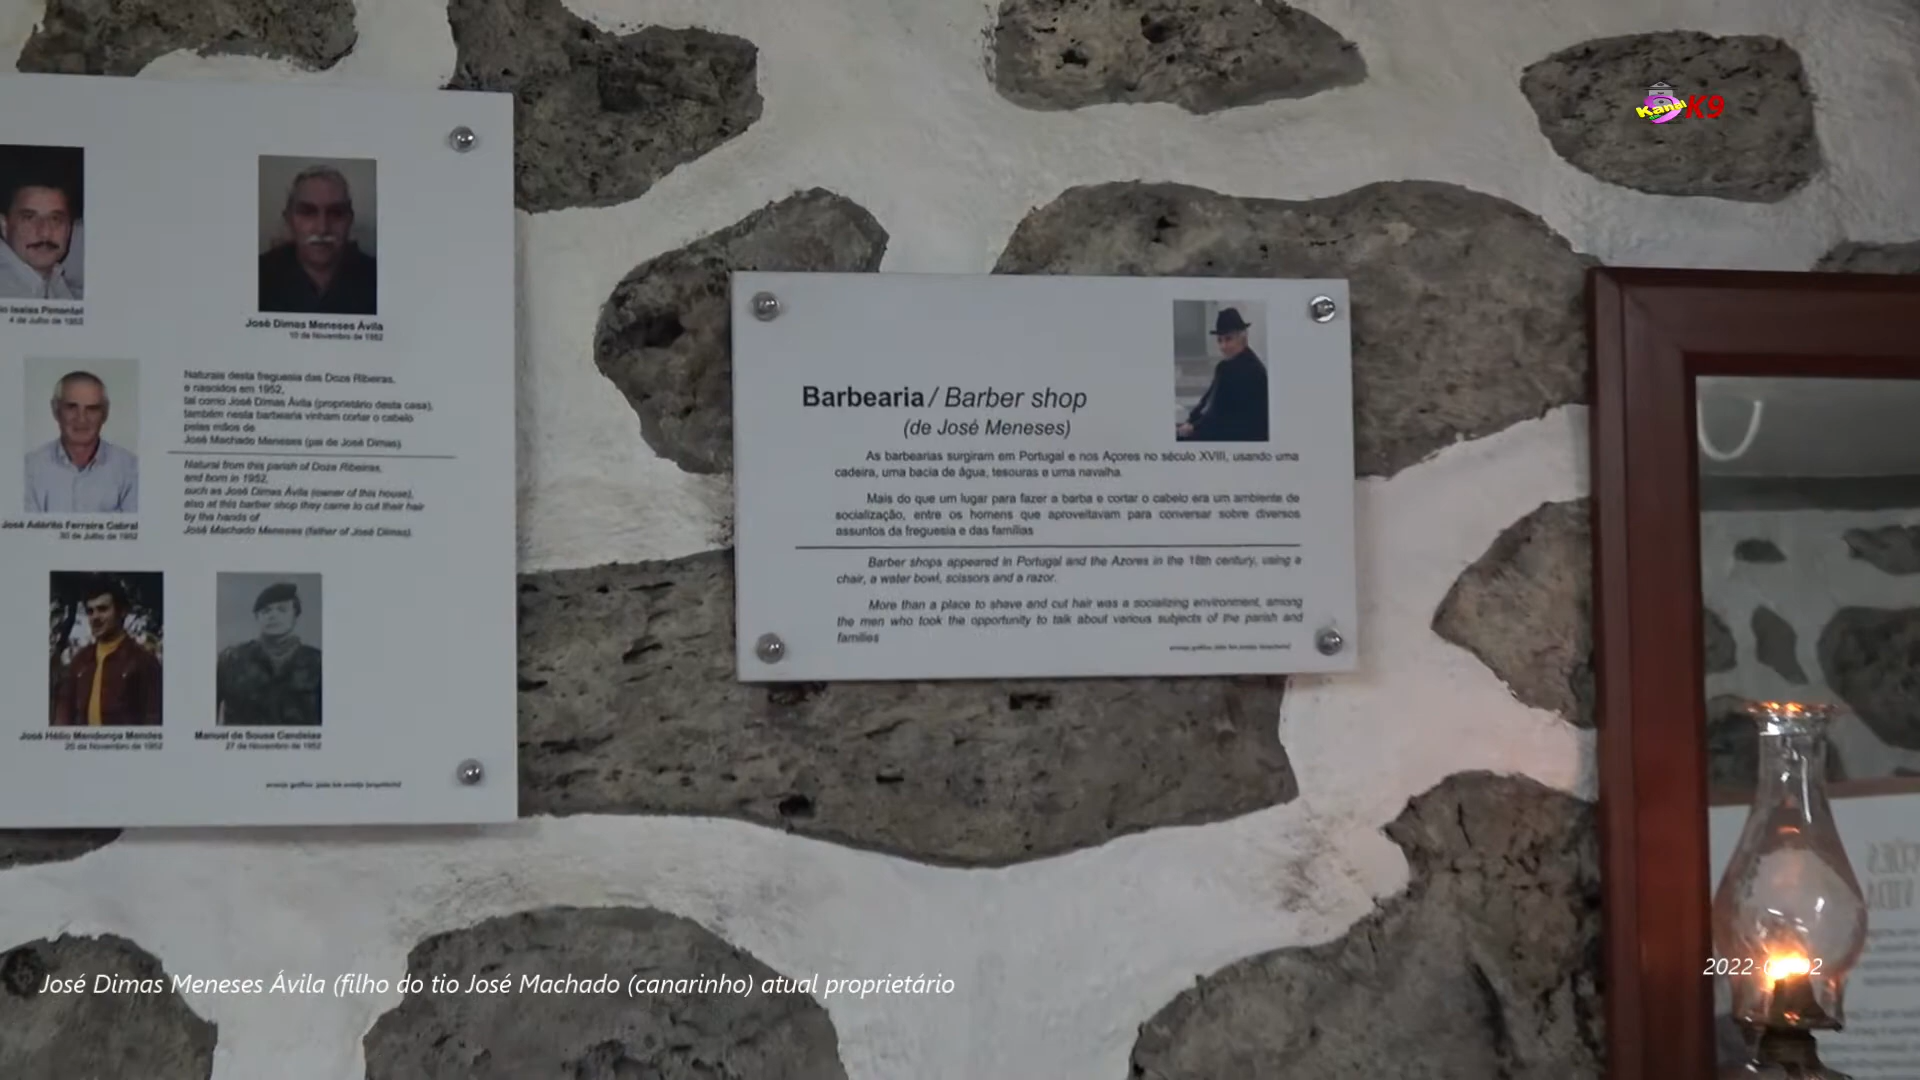 Kanal K9
Isaias Pimentel
4 de Julho de 1952
José Dimas Meneses Ávila
10 de Novembro de 1952
Naturais desta freguesia das Doze Ribeiras,
e nascidos em 1952,
tal como José Dimas Ávila (proprietário desta casa),
também nesta barbearia vinham cortar o cabelo
pelas mãos de
José Machado Meneses (pai de José Dimas)
Natural from this parish of Doze Ribeiras,
and born in 1952,
such as José Dimas Ávila (owner of this house),
also at this barber shop they came to cut their hair
by the hands of
José Machado Meneses (father of José Dimas).
José Adérito Ferreira Cabral
30 de Julho de 1952
José Hélio Mendonça Mendes
de Novembro de 1952
Manuel de Sousa Candeias
27 de Novembro de 1952
Barbearia / Barber shop
(de José Meneses)
As barbearias surgiram em Portugal e nos Açores no século XVIII, usando uma
cadeira, uma bacia de água, tesouras e uma navalha.
Mais do que um lugar para fazer a barba e cortar o cabelo era um ambiente de
socialização, entre os homens que aproveitavam para conversar sobre diversos
assuntos da freguesia e das famílias
Barber shops appeared in Portugal and the Azores in the 18th century, using a
chair, a water bowl, scissors and a razor.
More than a place to shave and cut hair was a socializing environment, among
the men who took the opportunity to talk about various subjects of the parish and
families
José Dimas Meneses Ávila (filho do tio José Machado (canarinho) atual proprietário